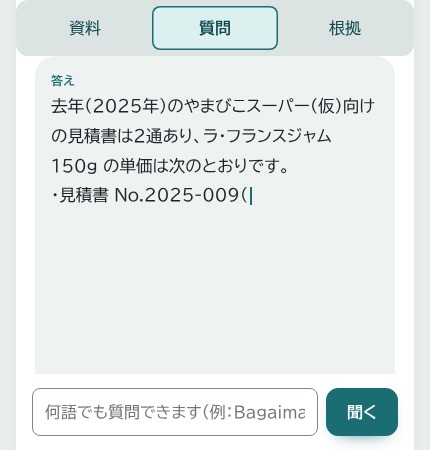 資料 質問 根拠
答え
去年(2025年)のやまびこスーパー(仮)向け
の見積書は2通あり、ラ・フランスジャム
150g の単価は次のとおりです。
・見積書 No.2025-009(
何語でも質問できます(例:Bagaima 聞く